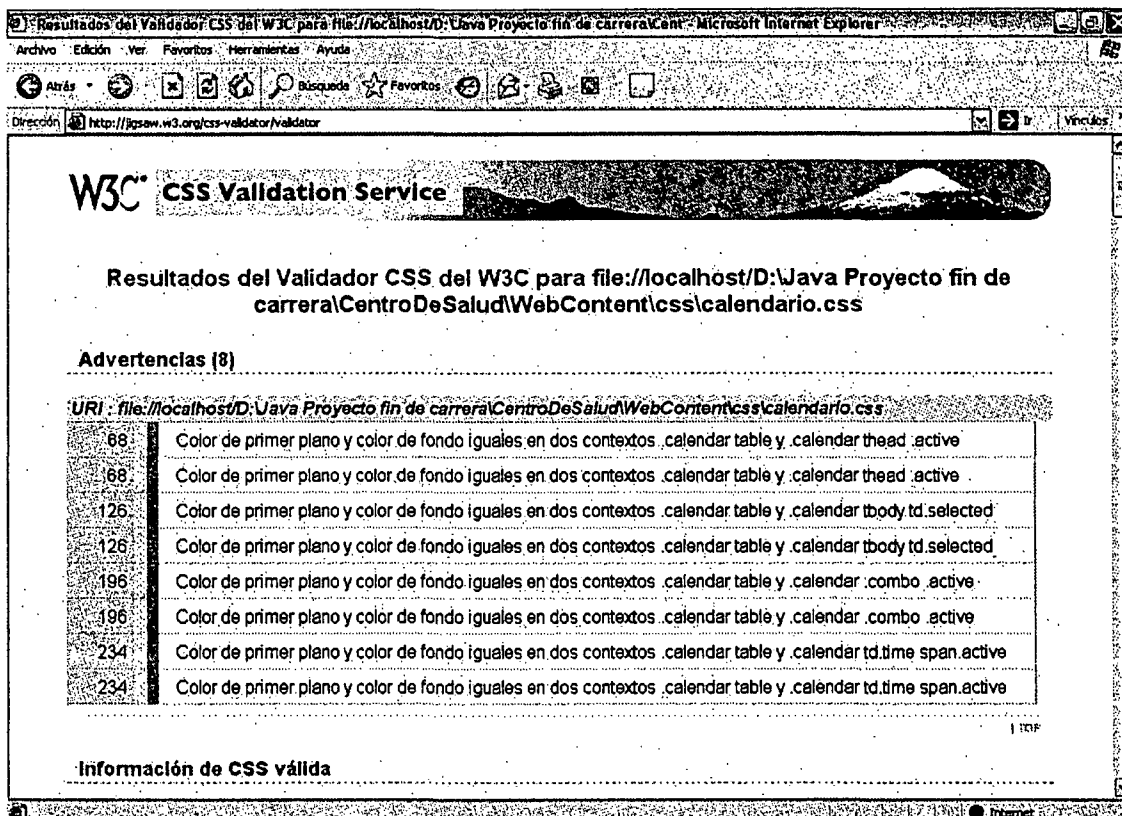 Resultados del Validador CSS del W3C para file://localhost/D:\Java Proyecto fin de carrera\Cent - Microsoft Internet Explorer
Archivo Edición Ver Favoritos Herramientas Ayuda
Atrás Búsqueda Favoritos
Dirección http://jigsaw.w3.org/css-validator/validator Ir Vínculos
W3C CSS Validation Service
Resultados del Validador CSS del W3C para file://localhost/D:\Java Proyecto fin de
carrera\CentroDeSalud\WebContent\css\calendario.css
Advertencias (8)
URI : file://localhost/D:\Java Proyecto fin de carrera\CentroDeSalud\WebContent\css\calendario.css
68 Color de primer plano y color de fondo iguales en dos contextos .calendar table y .calendar thead .active
68 Color de primer plano y color de fondo iguales en dos contextos .calendar table y .calendar thead .active
126 Color de primer plano y color de fondo iguales en dos contextos .calendar table y .calendar tbody td.selected
126 Color de primer plano y color de fondo iguales en dos contextos .calendar table y .calendar tbody td.selected
196 Color de primer plano y color de fondo iguales en dos contextos .calendar table y .calendar .combo .active
196 Color de primer plano y color de fondo iguales en dos contextos .calendar table y .calendar .combo .active
234 Color de primer plano y color de fondo iguales en dos contextos .calendar table y .calendar td.time span.active
234 Color de primer plano y color de fondo iguales en dos contextos .calendar table y .calendar td.time span.active
Información de CSS válida
Internet